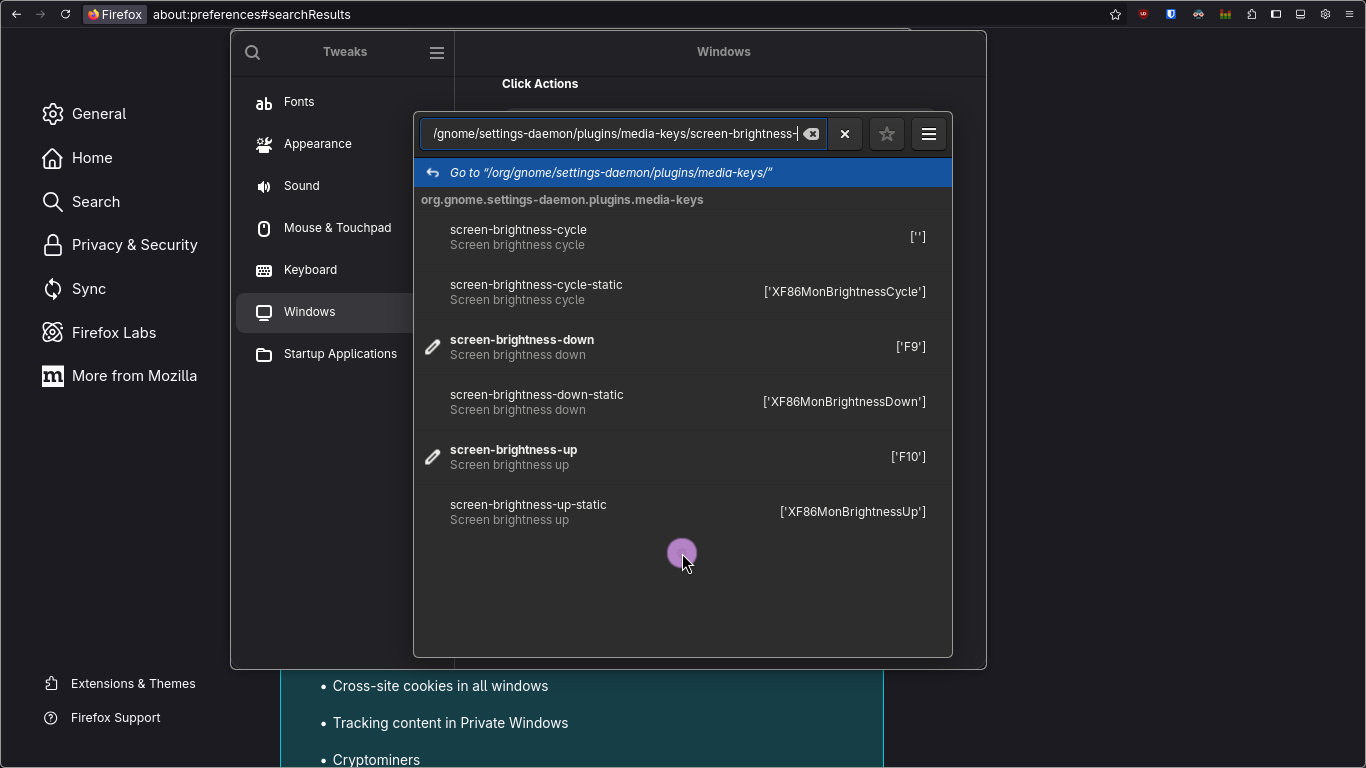 Firefox
about:preferences#searchResults
General
Home
Search
Privacy & Security
Sync
Firefox Labs
More from Mozilla
Extensions & Themes
Firefox Support
Tweaks
Windows
Fonts
Appearance
Sound
Mouse & Touchpad
Keyboard
Windows
Startup Applications
Click Actions
/gnome/settings-daemon/plugins/media-keys/screen-brightness-
Go to “/org/gnome/settings-daemon/plugins/media-keys/”
org.gnome.settings-daemon.plugins.media-keys
screen-brightness-cycle
Screen brightness cycle
['']
screen-brightness-cycle-static
Screen brightness cycle
['XF86MonBrightnessCycle']
screen-brightness-down
Screen brightness down
['F9']
screen-brightness-down-static
Screen brightness down
['XF86MonBrightnessDown']
screen-brightness-up
Screen brightness up
['F10']
screen-brightness-up-static
Screen brightness up
['XF86MonBrightnessUp']
• Cross-site cookies in all windows
• Tracking content in Private Windows
• Cryptominers